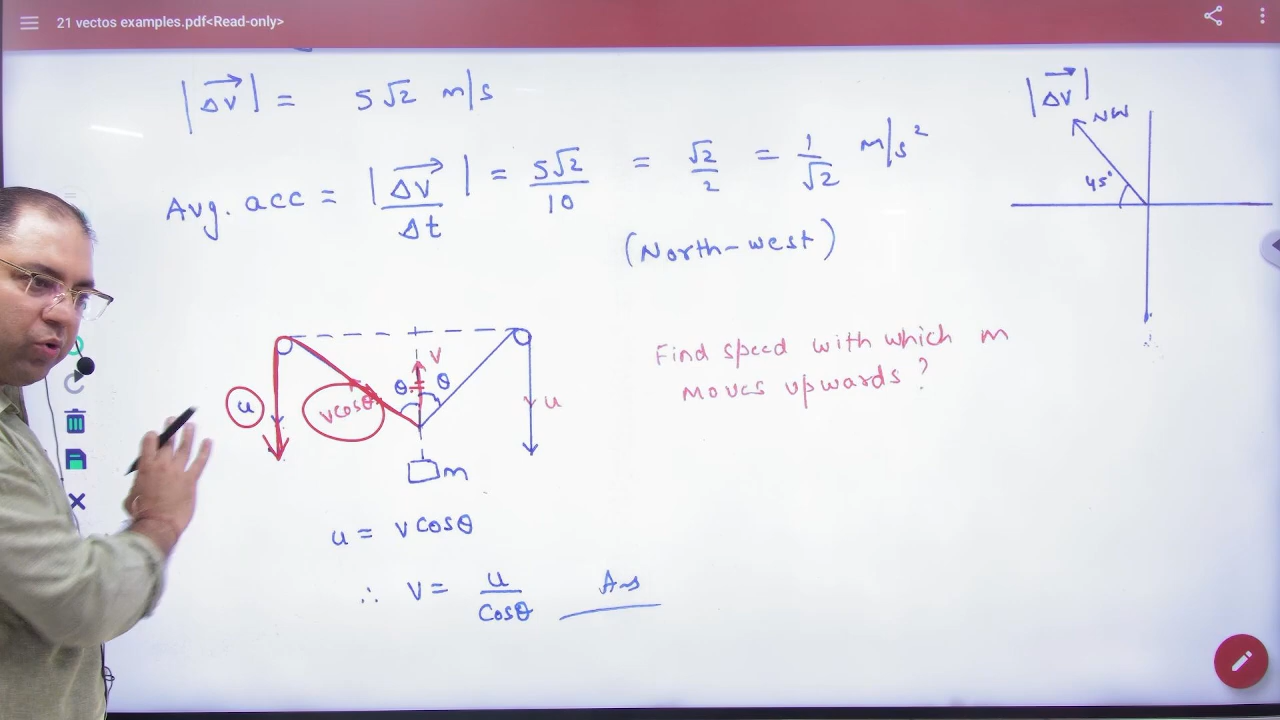 21 vectos examples.pdf<Read-only>
|Δv| = 5√2 m/s
Avg. acc = |Δv/Δt| = 5√2/10 = √2/2 = 1/√2 m/s²
(North-west)
|Δv|
NW
45°
Find speed with which m
moves upwards?
v
θ θ
u
vcosθ
u
m
u = vcosθ
∴ v = u/cosθ Ans